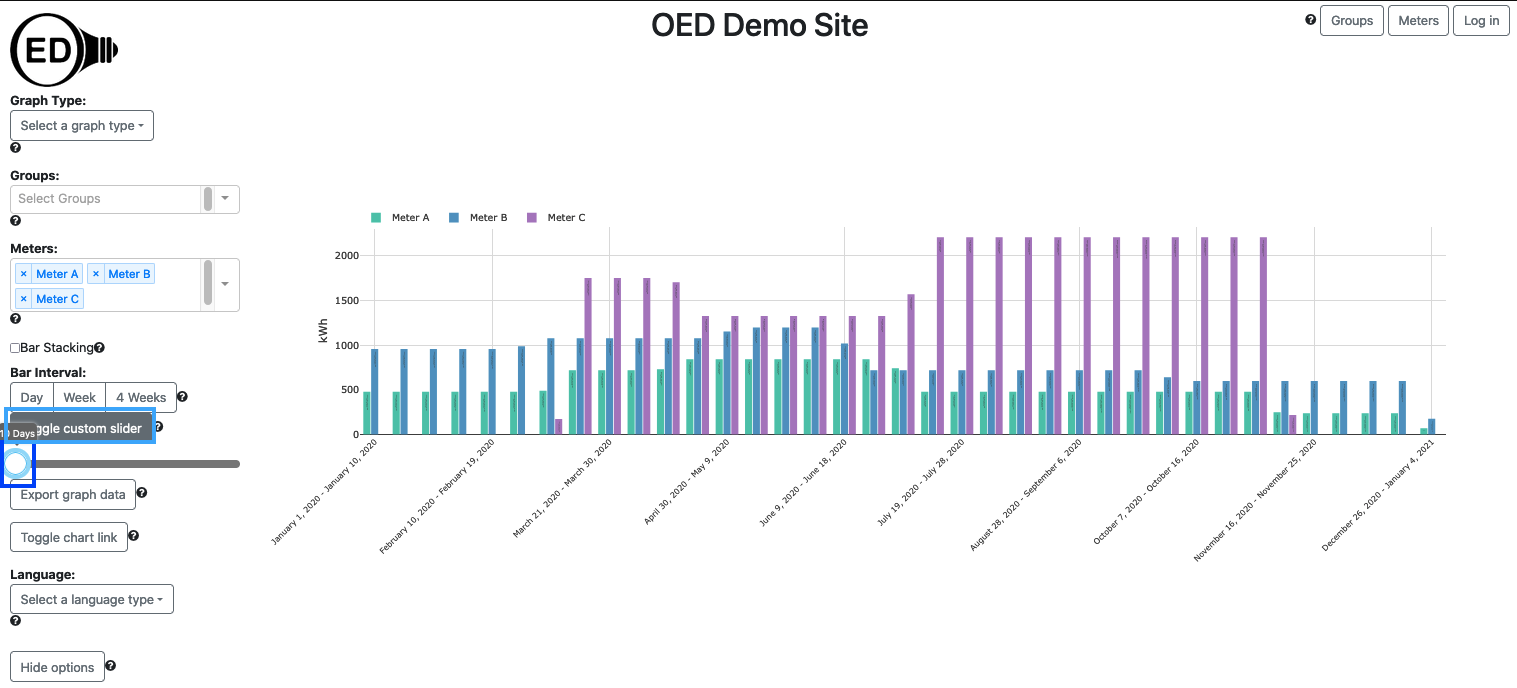 OED Demo Site
Groups
Meters
Log in
ED
Graph Type:
Select a graph type
Groups:
Select Groups
Meters:
× Meter A × Meter B
× Meter C
Bar Stacking
Bar Interval:
Day Week 4 Weeks
ggle custom slider
Days
Export graph data
Toggle chart link
Language:
Select a language type
Hide options
Meter A Meter B Meter C
kWh
2000
1500
1000
500
0
January 1, 2020 - January 10, 2020
February 10, 2020 - February 19, 2020
March 21, 2020 - March 30, 2020
April 30, 2020 - May 9, 2020
June 9, 2020 - June 18, 2020
July 19, 2020 - July 28, 2020
August 28, 2020 - September 6, 2020
October 7, 2020 - October 16, 2020
November 16, 2020 - November 25, 2020
December 26, 2020 - January 4, 2021